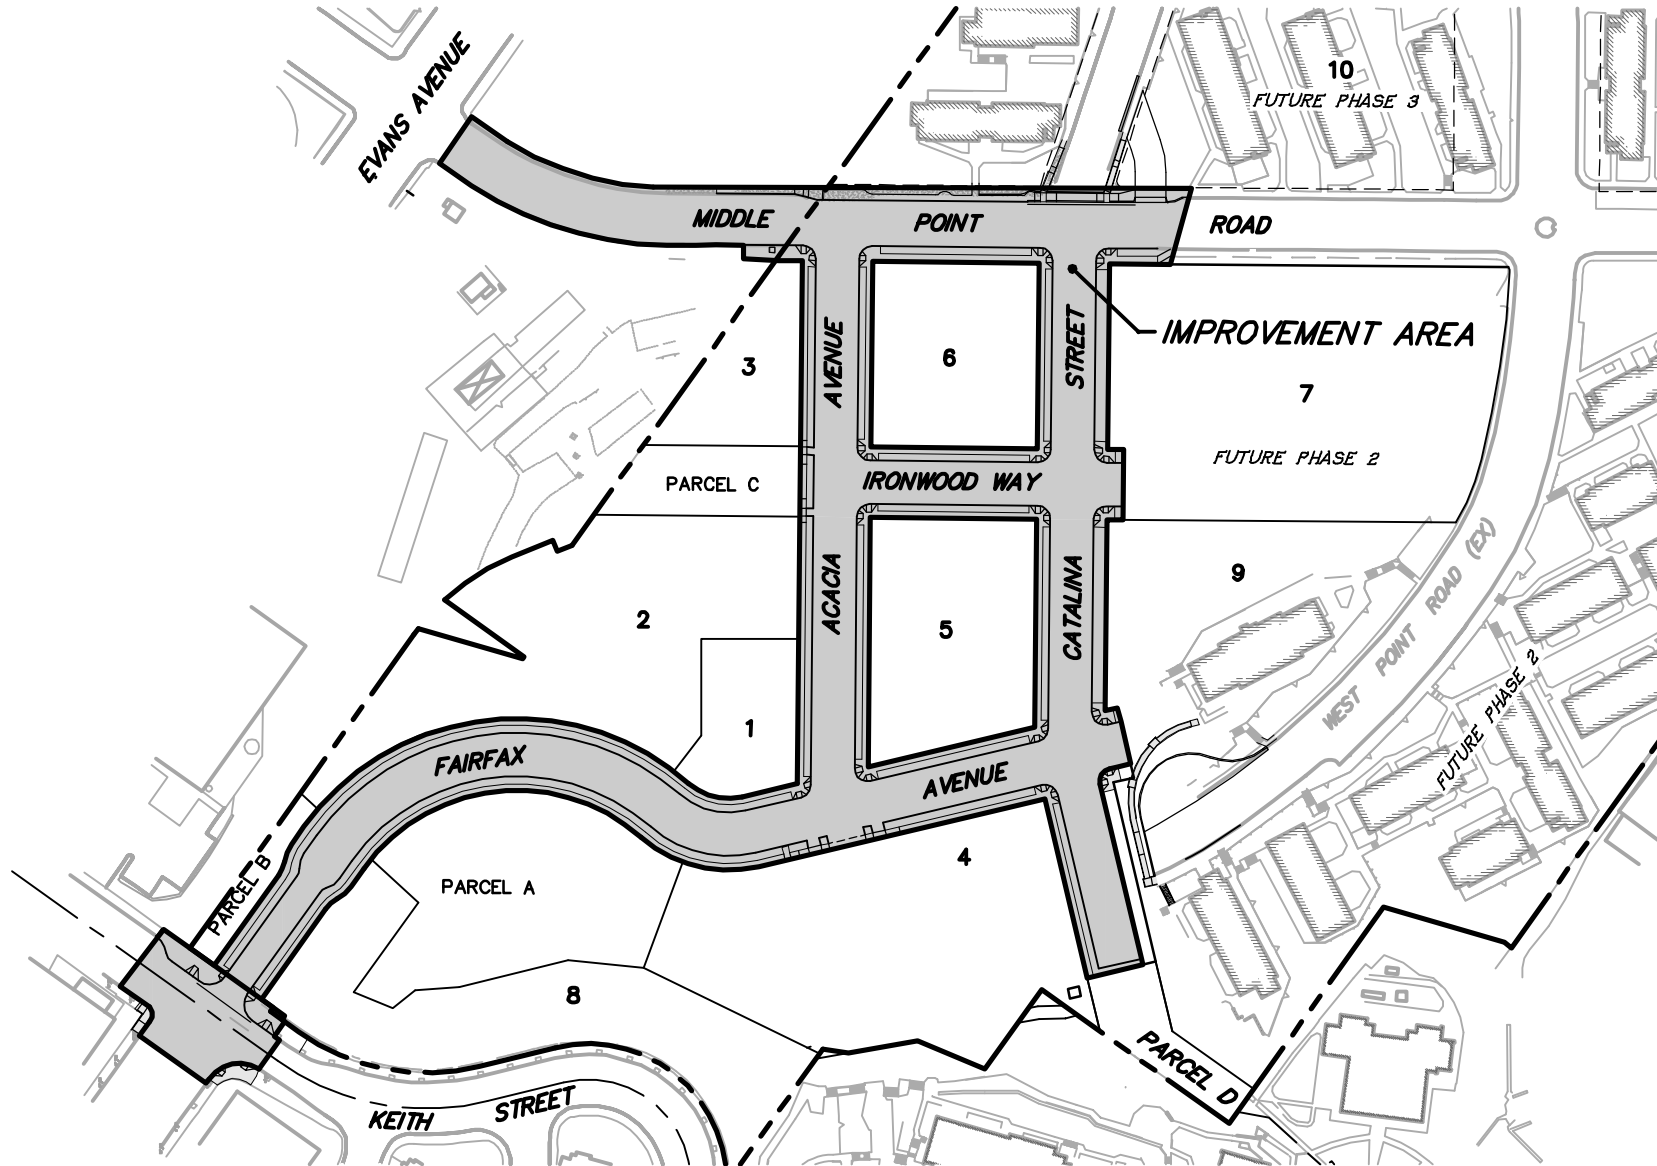 EVANS AVENUE
10
FUTURE PHASE 3
MIDDLE POINT ROAD
IMPROVEMENT AREA
3
AVENUE
6
STREET
7
FUTURE PHASE 2
PARCEL C
IRONWOOD WAY
2
ACACIA
5
CATALINA
9
WEST POINT ROAD (EX)
FUTURE PHASE 2
1
FAIRFAX
AVENUE
4
PARCEL B
PARCEL A
8
PARCEL D
KEITH STREET